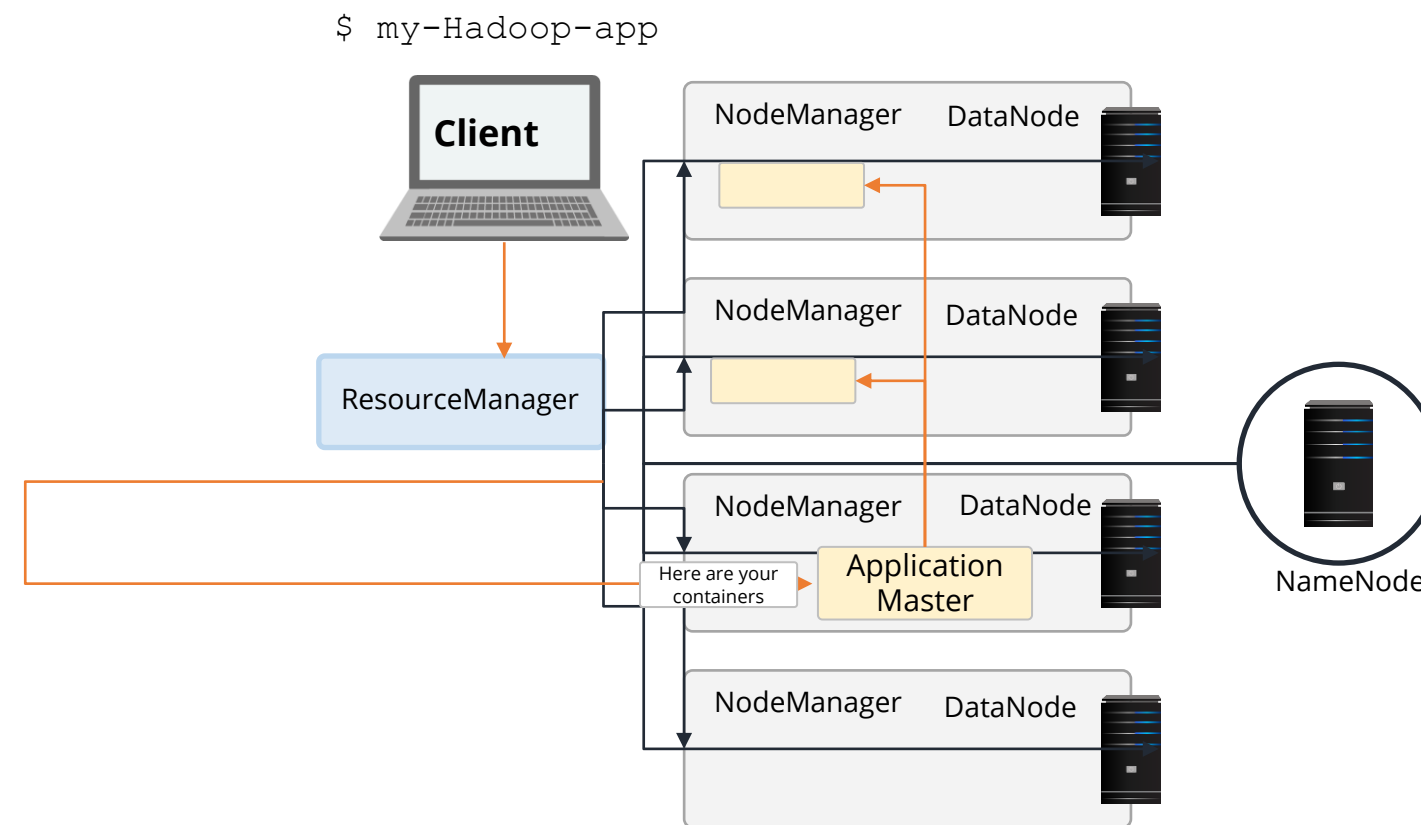 $ my-Hadoop-app
Client
NodeManager DataNode
NodeManager DataNode
ResourceManager
NodeManager DataNode
Here are your
containers
Application
Master
NameNode
NodeManager DataNode